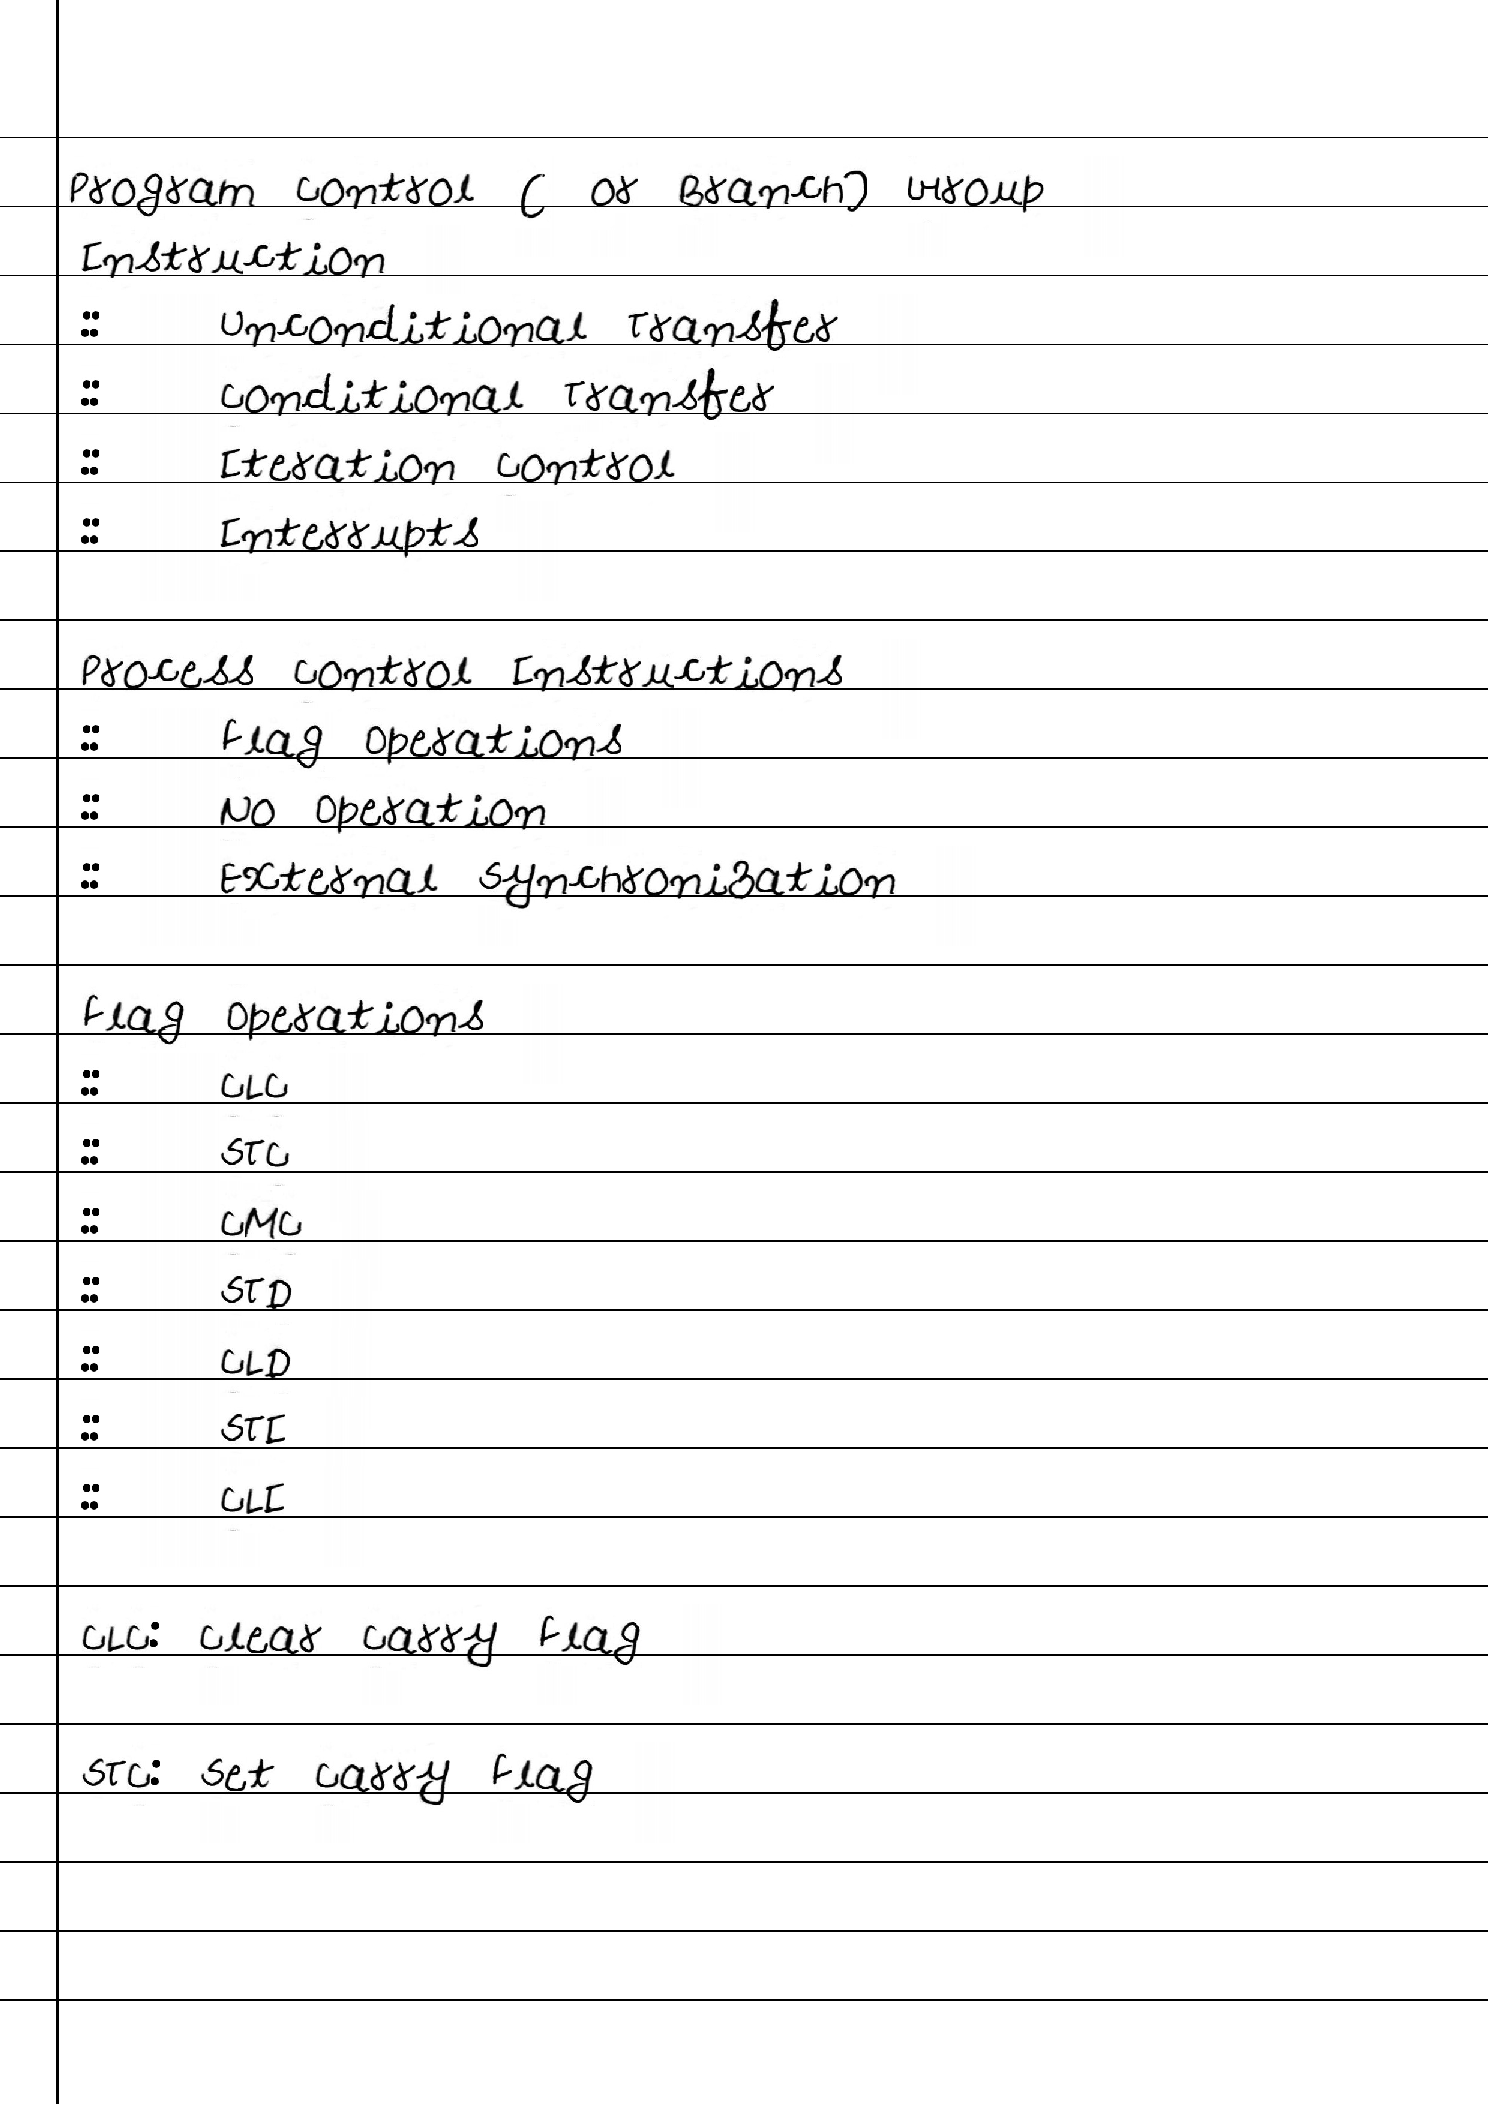 Program Control ( or Branch) Group
Instruction
:: Unconditional Transfer
:: Conditional Transfer
:: Iteration Control
:: Interrupts
Process Control Instructions
:: Flag Operations
:: No Operation
:: External Synchronization
Flag Operations
:: CLC
:: STC
:: CMC
:: STD
:: CLD
:: STI
:: CLI
CLC: Clear Carry Flag
STC: Set Carry Flag